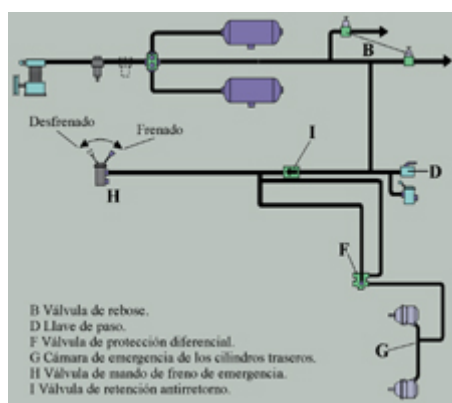 B
I
Desfrenado
Frenado
D
H
F
G
B Válvula de rebose.
D Llave de paso.
F Válvula de protección diferencial.
G Cámara de emergencia de los cilindros traseros.
H Válvula de mando de freno de emergencia.
I Válvula de retención antirretorno.